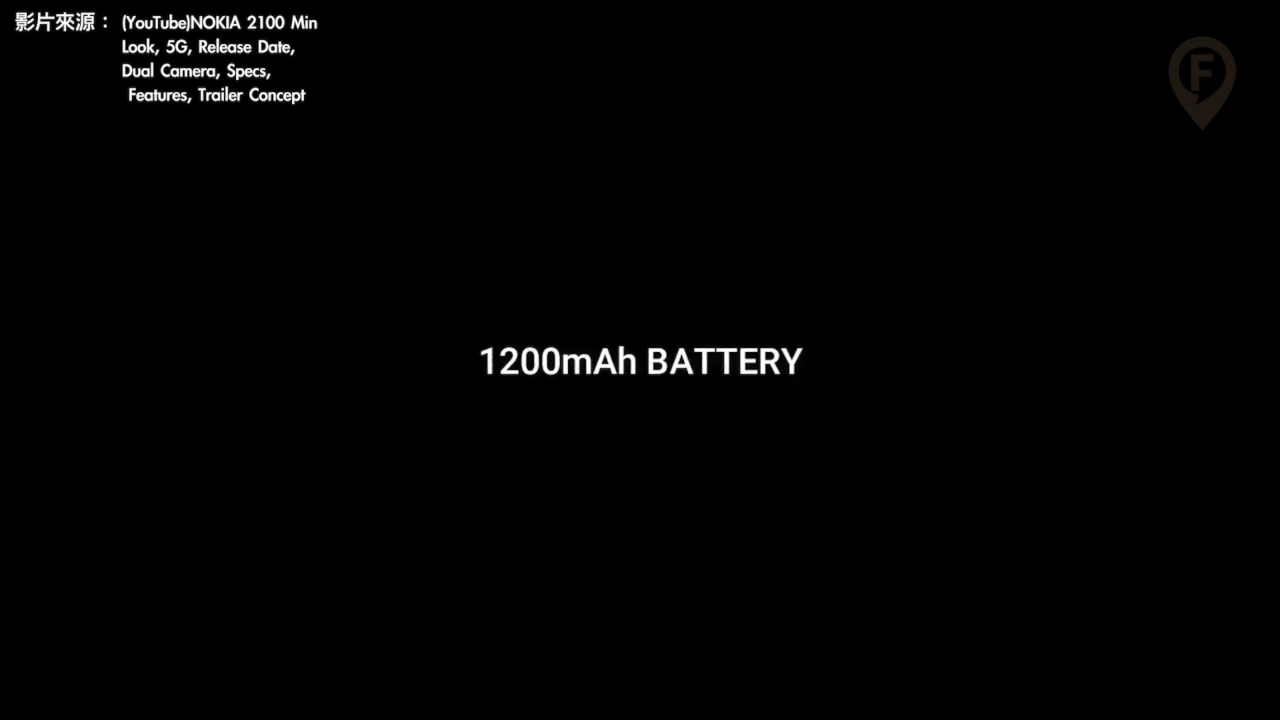 影片來源： (YouTube)NOKIA 2100 Min
Look, 5G, Release Date,
Dual Camera, Specs,
Features, Trailer Concept
F
1200mAh BATTERY